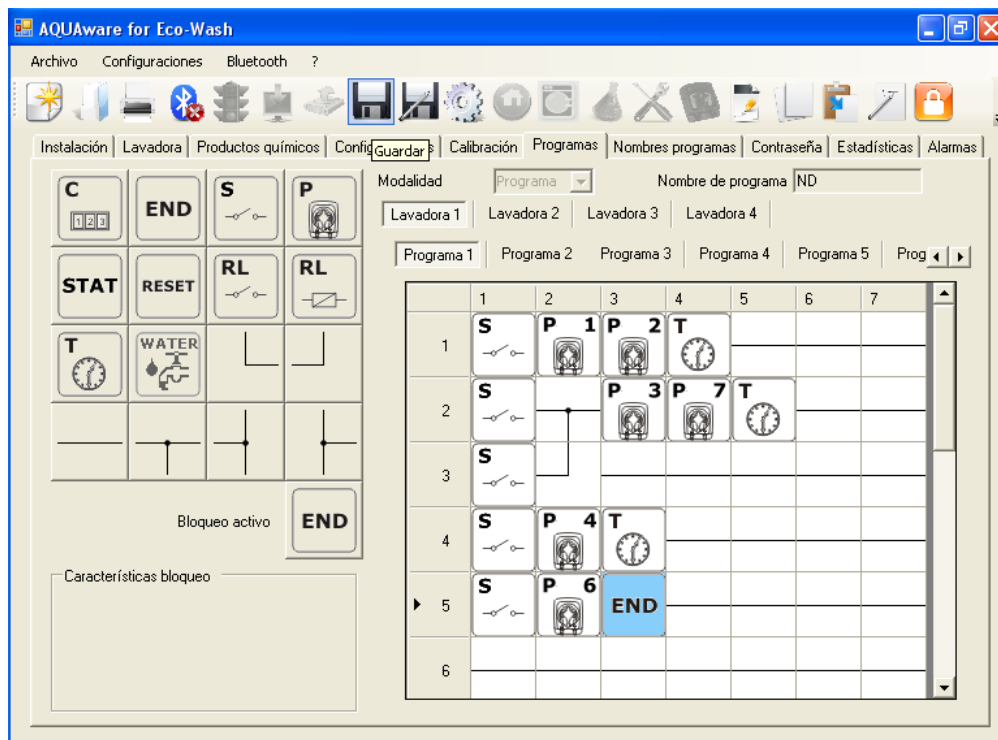 AQUAware for Eco-Wash
Archivo Configuraciones Bluetooth ?
Instalación Lavadora Productos químicos Calibración Programas Nombres programas Contraseña Estadísticas Alarmas
Guardar
Modalidad Programa Nombre de programa ND
Lavadora 1 Lavadora 2 Lavadora 3 Lavadora 4
Programa 1 Programa 2 Programa 3 Programa 4 Programa 5
C 123 END S P
STAT RESET RL RL
T WATER
Bloqueo activo END
Características bloqueo
1 2 3 4 5 6 7
1 S P 1 P 2 T
2 S P 3 P 7 T
3 S
4 S P 4 T
5 S P 6 END
6